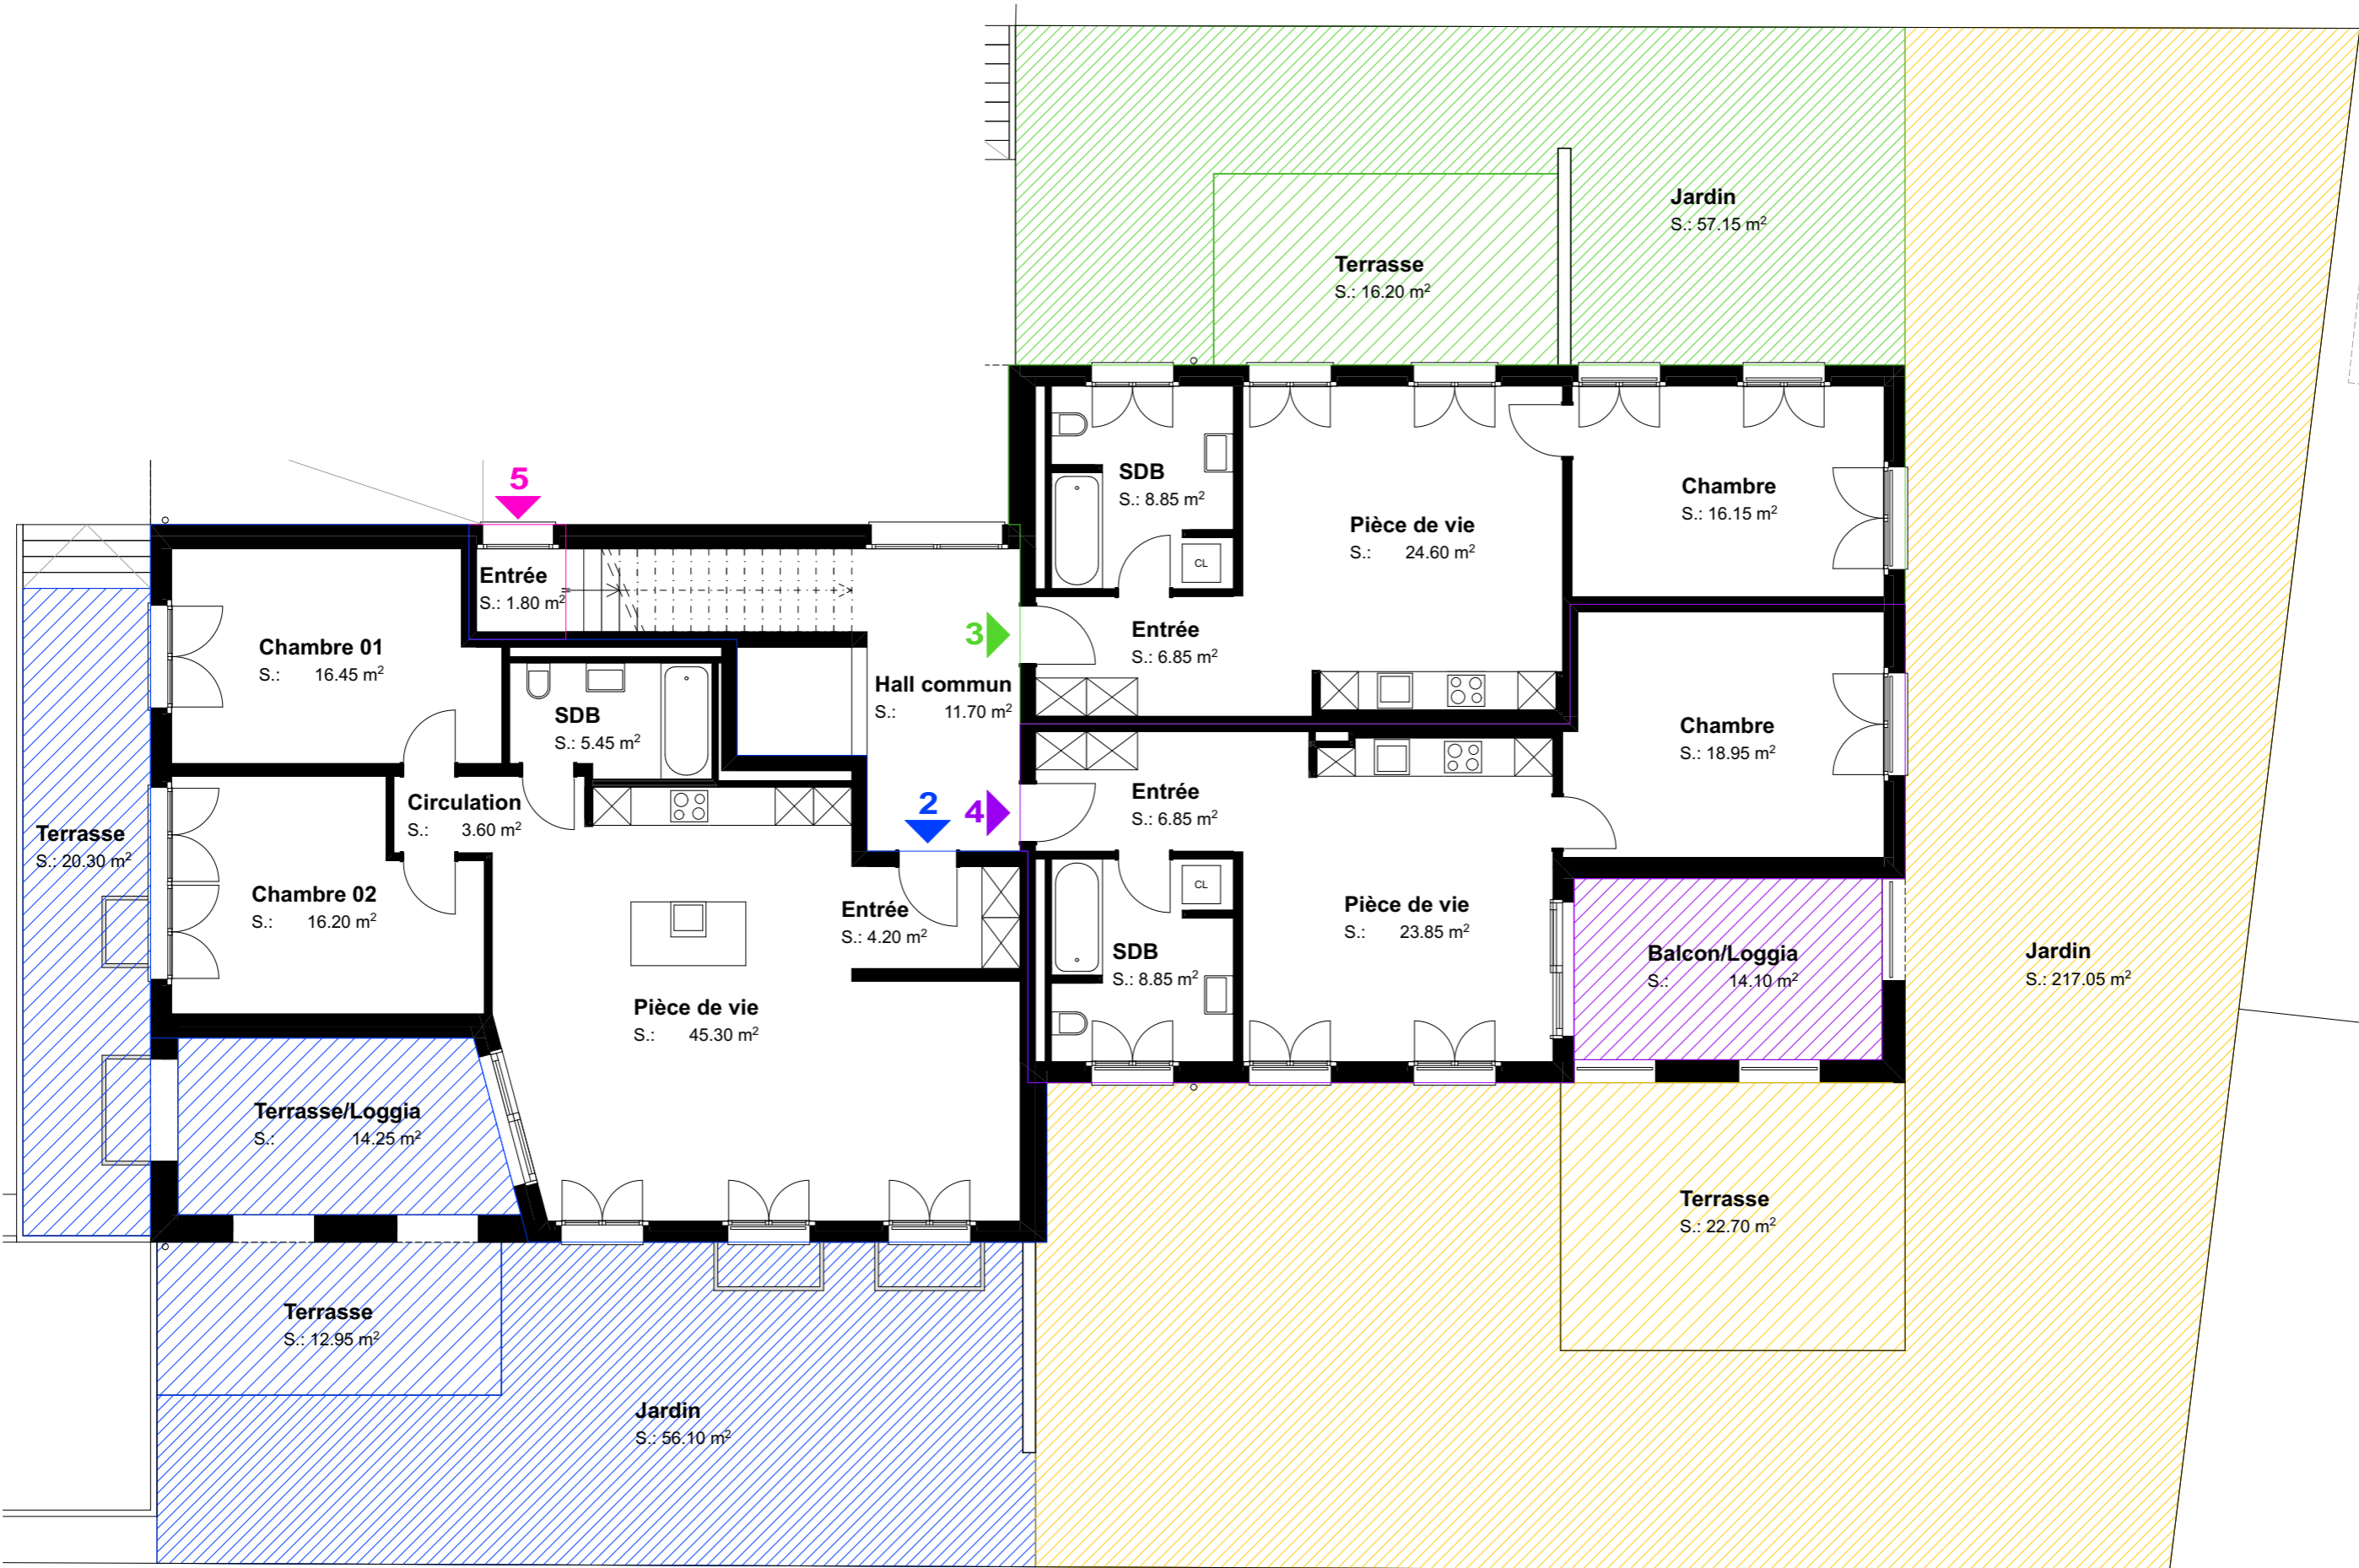 Jardin
S.: 57.15 m²
Terrasse
S.: 16.20 m²
5
SDB
S.: 8.85 m²
CL
Pièce de vie
S.: 24.60 m²
Chambre
S.: 16.15 m²
Entrée
S.: 1.80 m²
3
Entrée
S.: 6.85 m²
Chambre 01
S.: 16.45 m²
Hall commun
S.: 11.70 m²
SDB
S.: 5.45 m²
Chambre
S.: 18.95 m²
Circulation
S.: 3.60 m²
2
4
Entrée
S.: 6.85 m²
Terrasse
S.: 20.30 m²
Chambre 02
S.: 16.20 m²
Entrée
S.: 4.20 m²
CL
SDB
S.: 8.85 m²
Pièce de vie
S.: 23.85 m²
Balcon/Loggia
S.: 14.10 m²
Jardin
S.: 217.05 m²
Pièce de vie
S.: 45.30 m²
Terrasse/Loggia
S.: 14.25 m²
Terrasse
S.: 22.70 m²
Terrasse
S.: 12.95 m²
Jardin
S.: 56.10 m²